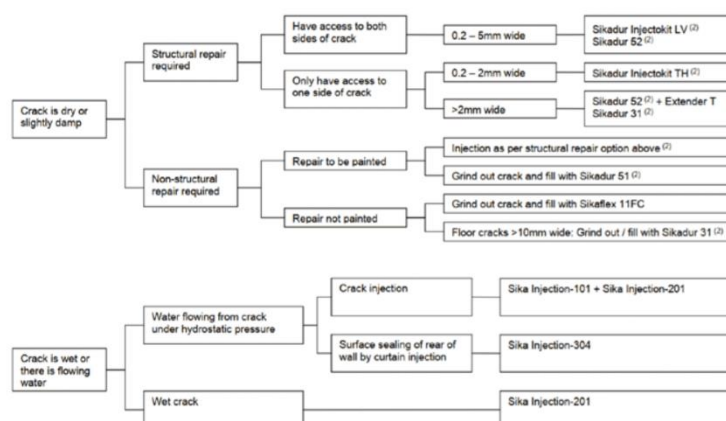 Crack is dry or
slightly damp
Structural repair
required
Have access to both
sides of crack
0.2 – 5mm wide
Sikadur Injectokit LV (2)
Sikadur 52 (2)
Only have access to
one side of crack
0.2 – 2mm wide
Sikadur Injectokit TH (2)
>2mm wide
Sikadur 52 (2) + Extender T
Sikadur 31 (2)
Non-structural
repair required
Repair to be painted
Injection as per structural repair option above (2)
Grind out crack and fill with Sikadur 51 (2)
Repair not painted
Grind out crack and fill with Sikaflex 11FC
Floor cracks >10mm wide: Grind out / fill with Sikadur 31 (2)
Crack is wet or
there is flowing
water
Water flowing from crack
under hydrostatic pressure
Crack injection
Sika Injection-101 + Sika Injection-201
Surface sealing of rear of
wall by curtain injection
Sika Injection-304
Wet crack
Sika Injection-201